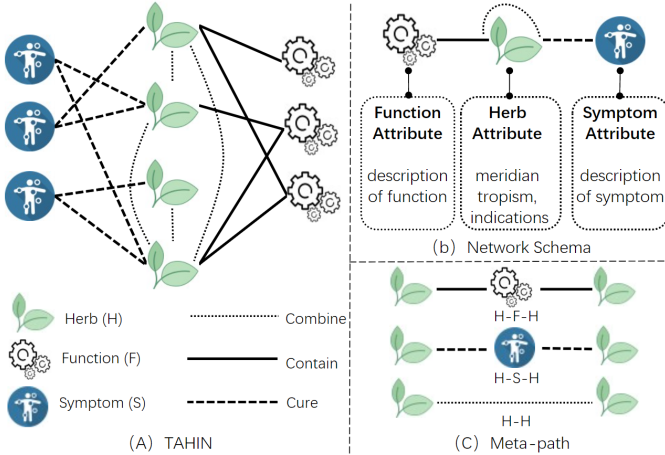 Herb (H)
Function (F)
Symptom (S)
Combine
Contain
Cure
(A) TAHIN
Function
Attribute
description
of function
Herb
Attribute
meridian
tropism,
indications
Symptom
Attribute
description
of symptom
(b) Network Schema
H-F-H
H-S-H
H-H
(C) Meta-path